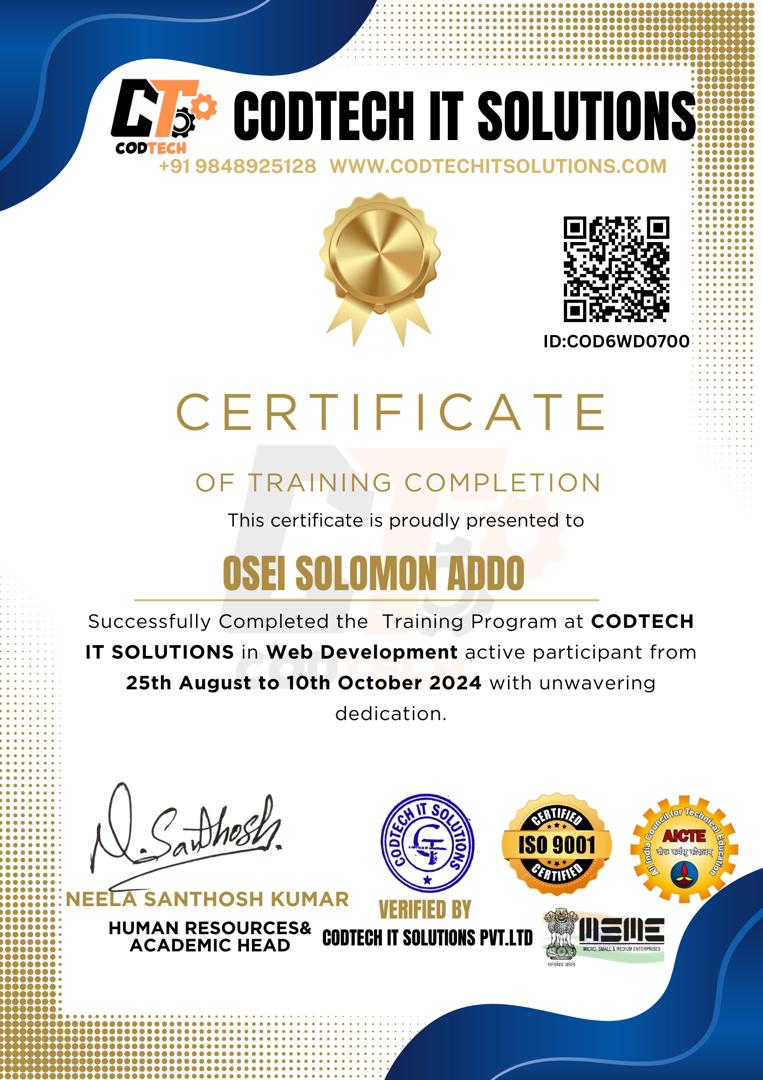 CT
CODTECH
CODTECH IT SOLUTIONS
+91 9848925128 WWW.CODTECHITSOLUTIONS.COM
ID:COD6WD0700
CERTIFICATE
OF TRAINING COMPLETION
This certificate is proudly presented to
OSEI SOLOMON ADDO
Successfully Completed the Training Program at CODTECH
IT SOLUTIONS in Web Development active participant from
25th August to 10th October 2024 with unwavering
dedication.
N. Santhosh.
NEELA SANTHOSH KUMAR
HUMAN RESOURCES&
ACADEMIC HEAD
CODTECH IT SOLUTIONS
VERIFIED BY
CODTECH IT SOLUTIONS PVT.LTD
CERTIFIED
ISO 9001
CERTIFIED
All India Council for Technical Education
AICTE
सत्यमेव जयते
MSME
MICRO, SMALL & MEDIUM ENTERPRISES